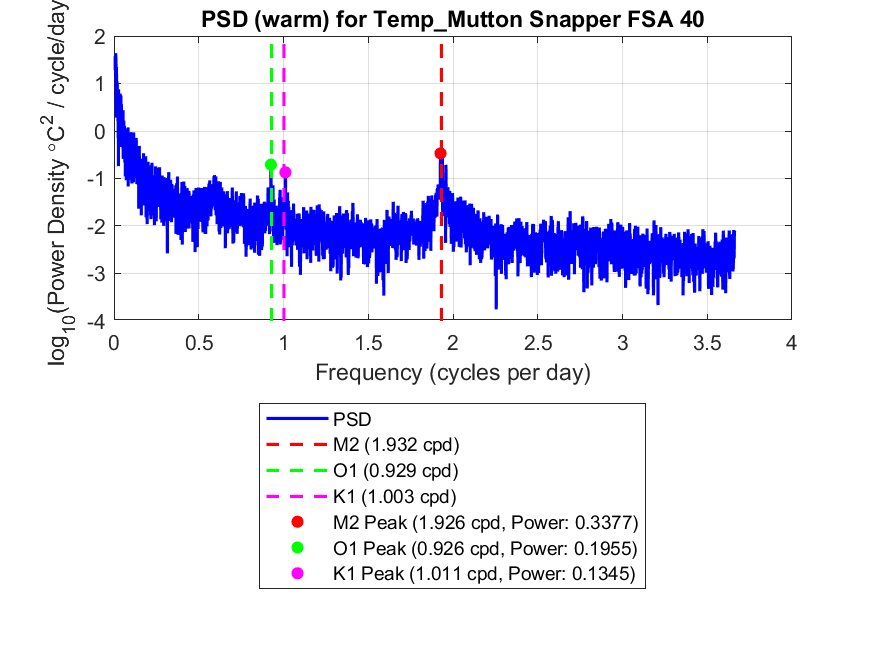 PSD (warm) for Temp_Mutton Snapper FSA 40
log10(Power Density °C2 / cycle/day
2
1
0
-1
-2
-3
-4
0 0.5 1 1.5 2 2.5 3 3.5 4
Frequency (cycles per day)
PSD
M2 (1.932 cpd)
O1 (0.929 cpd)
K1 (1.003 cpd)
M2 Peak (1.926 cpd, Power: 0.3377)
O1 Peak (0.926 cpd, Power: 0.1955)
K1 Peak (1.011 cpd, Power: 0.1345)